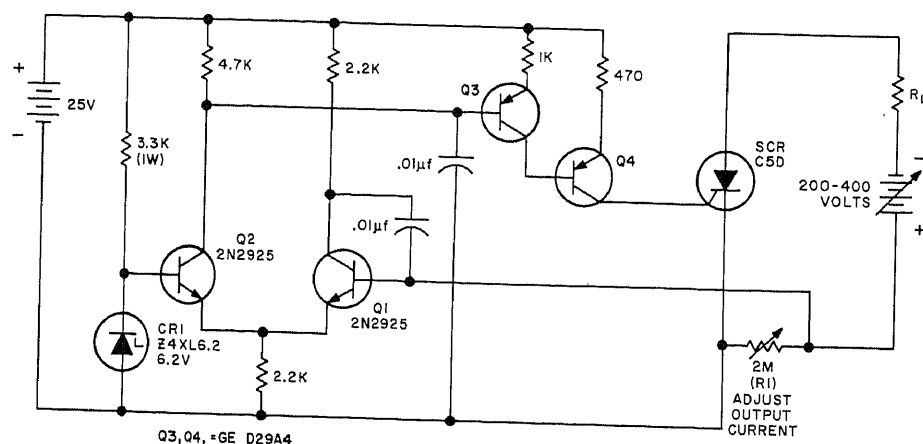 +
25V
-
4.7K
2.2K
1K
470
3.3K
(1W)
Q3
.01µf
Q4
SCR
C5D
R
-
200-400
VOLTS
+
.01µf
Q2
2N2925
Q1
2N2925
CR1
Z4XL6.2
6.2V
2.2K
2M
(R1)
ADJUST
OUTPUT
CURRENT
Q3,Q4,=GE D29A4